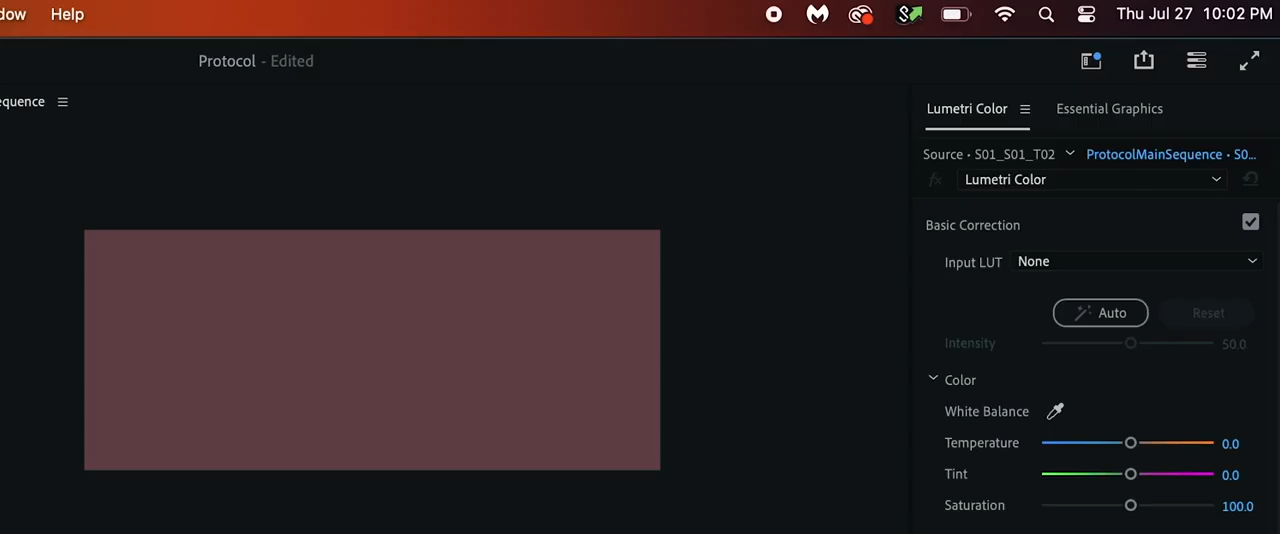 dow Help Thu Jul 27 10:02 PM
Protocol - Edited
equence
Lumetri Color Essential Graphics
Source • S01_S01_T02 ProtocolMainSequence • S0...
fx Lumetri Color
Basic Correction
Input LUT None
Auto Reset
Intensity 50.0
Color
White Balance
Temperature 0.0
Tint 0.0
Saturation 100.0